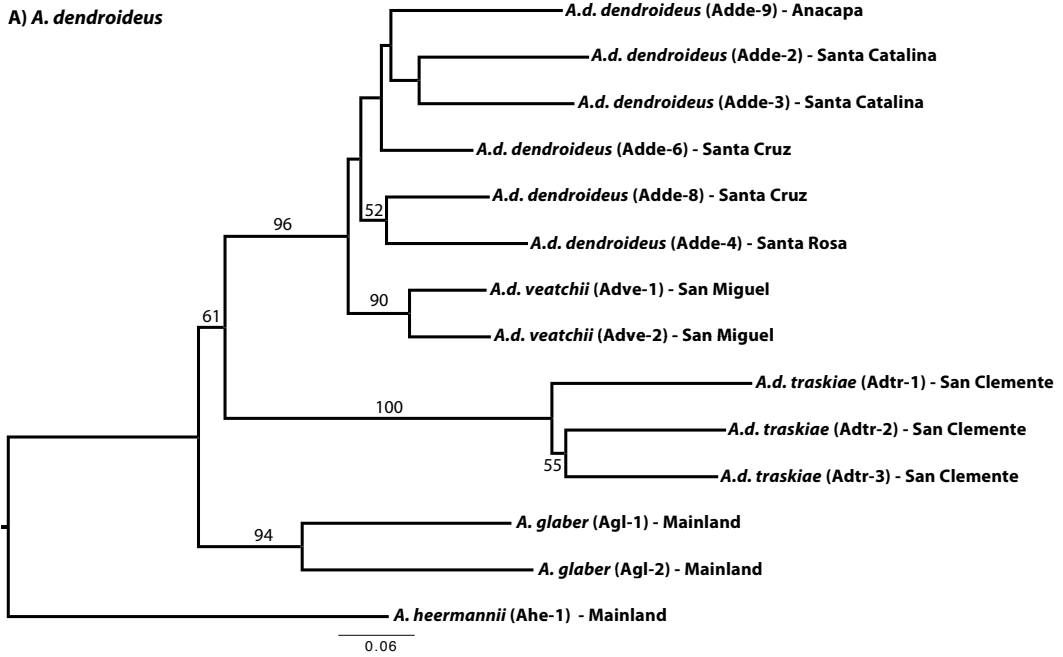 A) A. dendroideus
A.d. dendroideus (Adde-9) - Anacapa
A.d. dendroideus (Adde-2) - Santa Catalina
A.d. dendroideus (Adde-3) - Santa Catalina
A.d. dendroideus (Adde-6) - Santa Cruz
A.d. dendroideus (Adde-8) - Santa Cruz
52
A.d. dendroideus (Adde-4) - Santa Rosa
96
A.d. veatchii (Adve-1) - San Miguel
90
A.d. veatchii (Adve-2) - San Miguel
61
A.d. traskiae (Adtr-1) - San Clemente
100
A.d. traskiae (Adtr-2) - San Clemente
55
A.d. traskiae (Adtr-3) - San Clemente
A. glaber (Agl-1) - Mainland
94
A. glaber (Agl-2) - Mainland
A. heermannii (Ahe-1) - Mainland
0.06